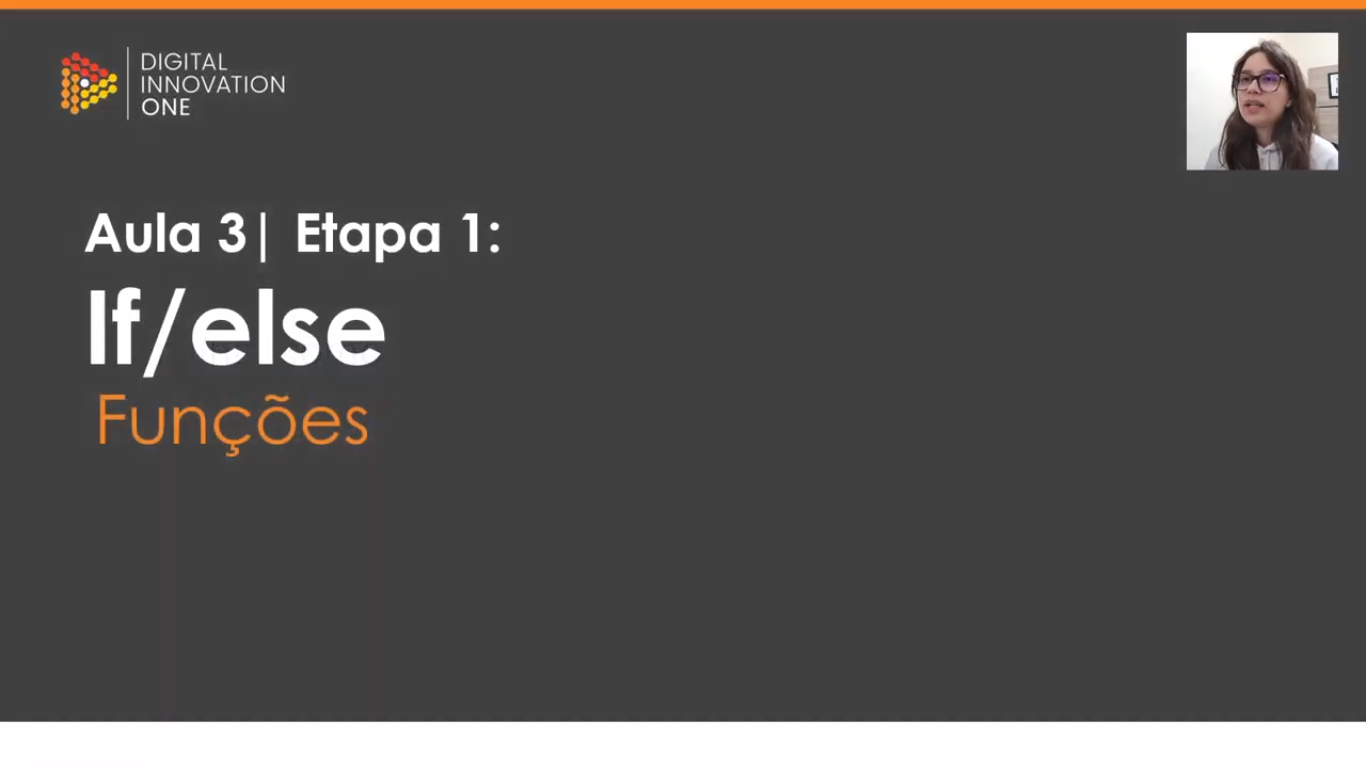 DIGITAL
INNOVATION
ONE
Aula 3| Etapa 1:
If/else
Funções